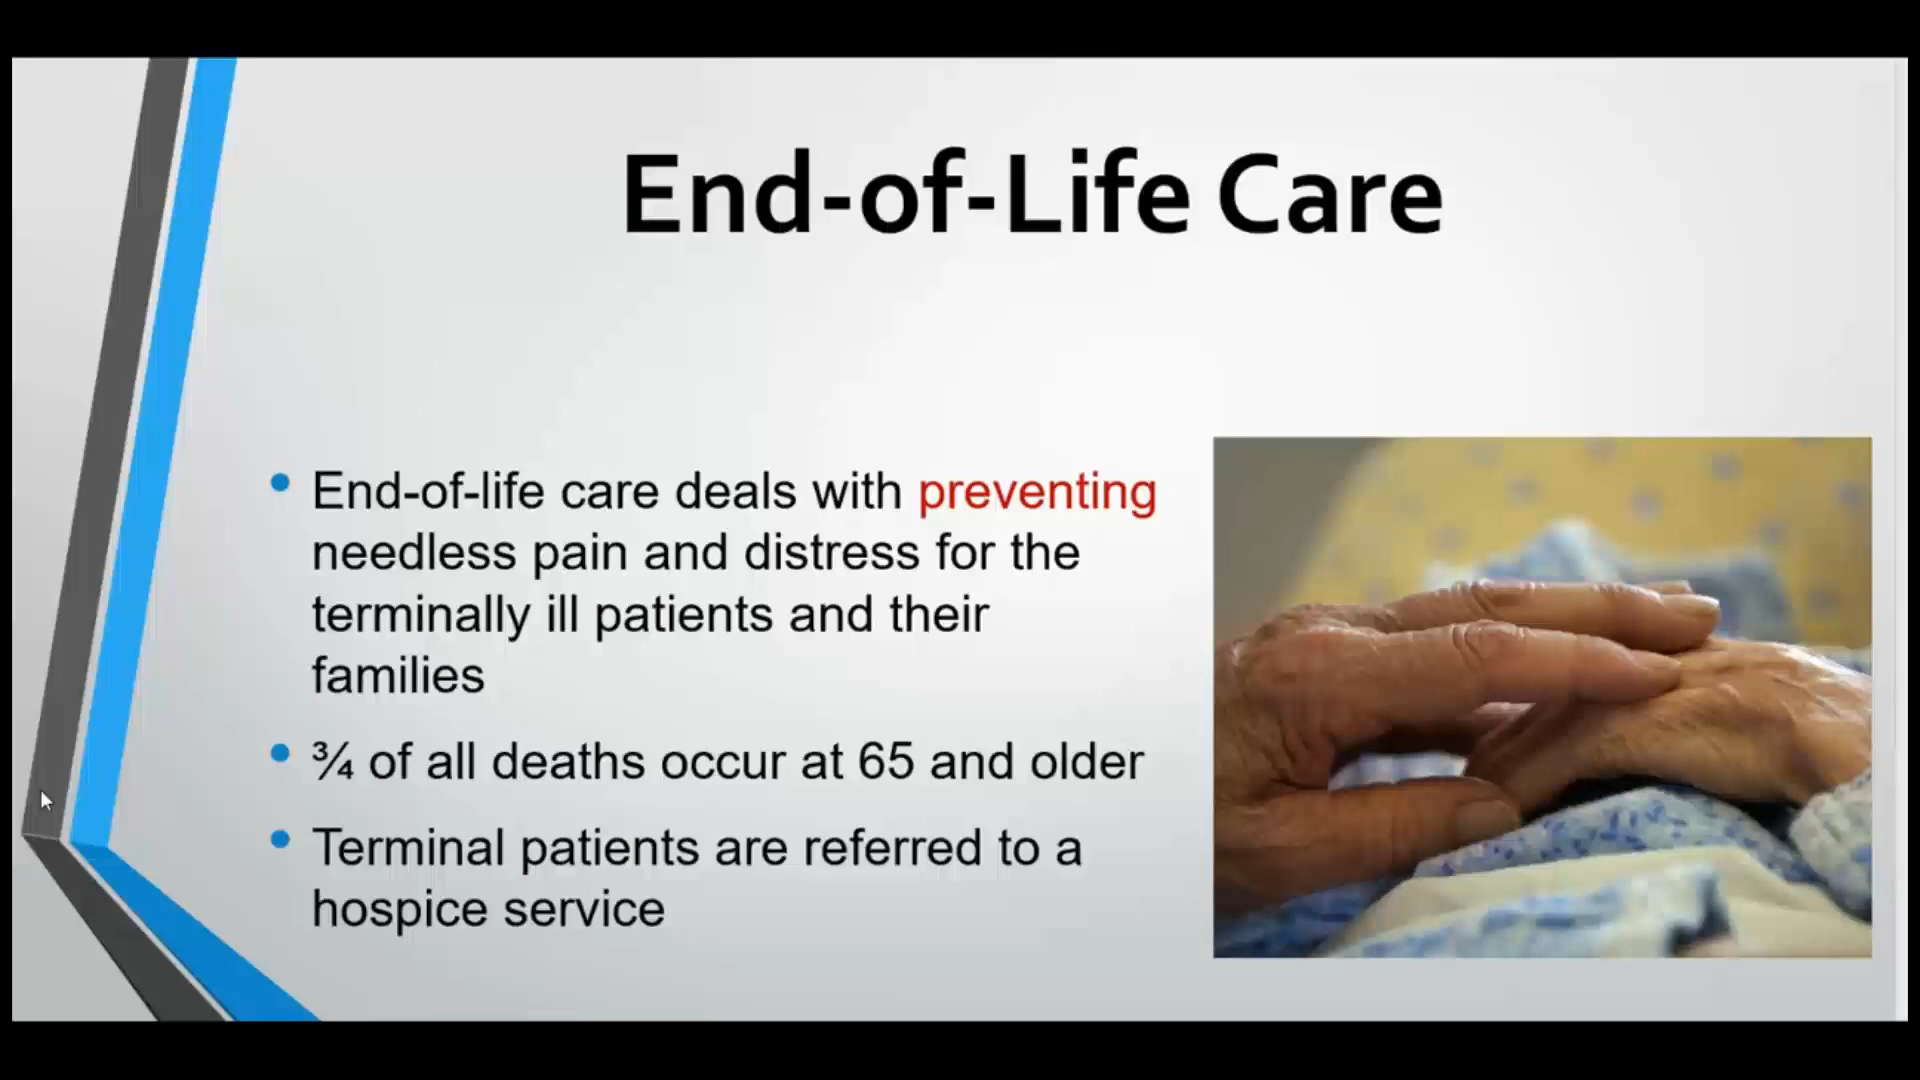 End-of-Life Care
End-of-life care deals with preventing
needless pain and distress for the
terminally ill patients and their
families
¾ of all deaths occur at 65 and older
Terminal patients are referred to a
hospice service